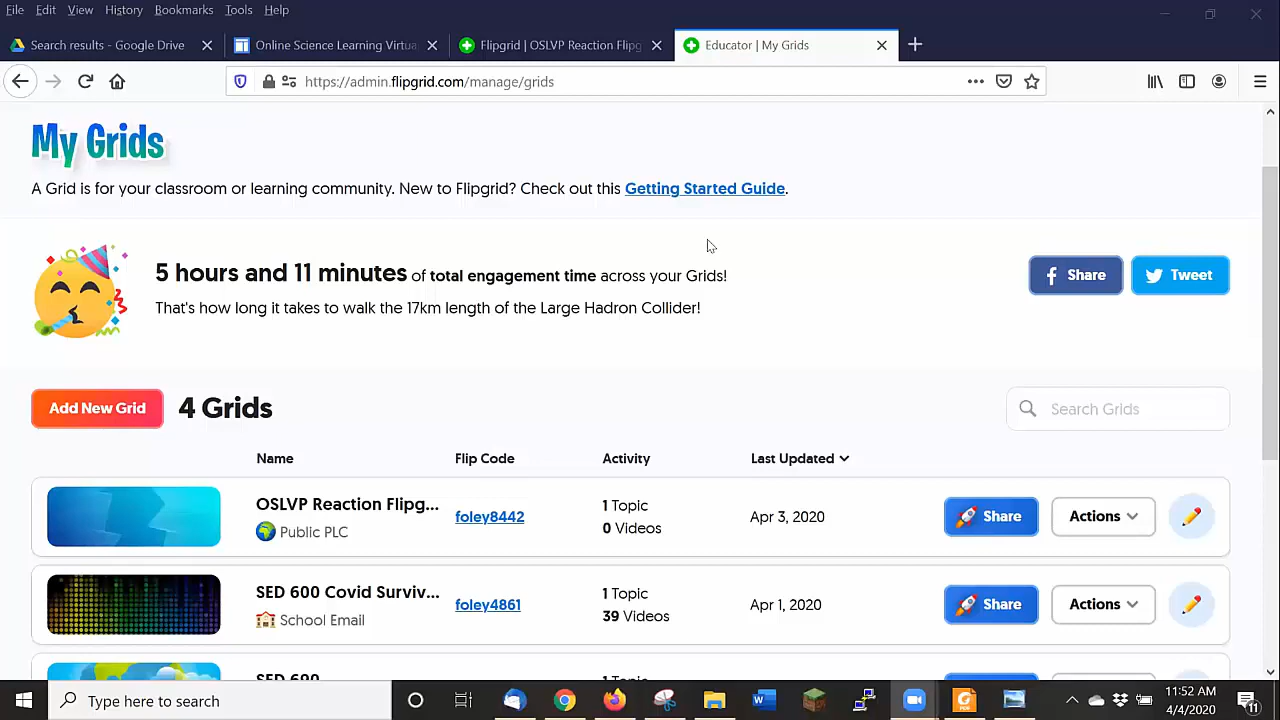 File Edit View History Bookmarks Tools Help
Search results - Google Drive
Online Science Learning Virtua
Flipgrid | OSLVP Reaction Flipg
Educator | My Grids
https://admin.flipgrid.com/manage/grids
My Grids
A Grid is for your classroom or learning community. New to Flipgrid? Check out this Getting Started Guide.
5 hours and 11 minutes of total engagement time across your Grids!
That's how long it takes to walk the 17km length of the Large Hadron Collider!
Share
Tweet
Add New Grid
4 Grids
Search Grids
Name Flip Code Activity Last Updated
OSLVP Reaction Flipg...
Public PLC
foley8442
1 Topic
0 Videos
Apr 3, 2020
Share
Actions
SED 600 Covid Surviv...
School Email
foley4861
1 Topic
39 Videos
Apr 1, 2020
Share
Actions
SED 690
1 Topic
Type here to search
11:52 AM
4/4/2020
11